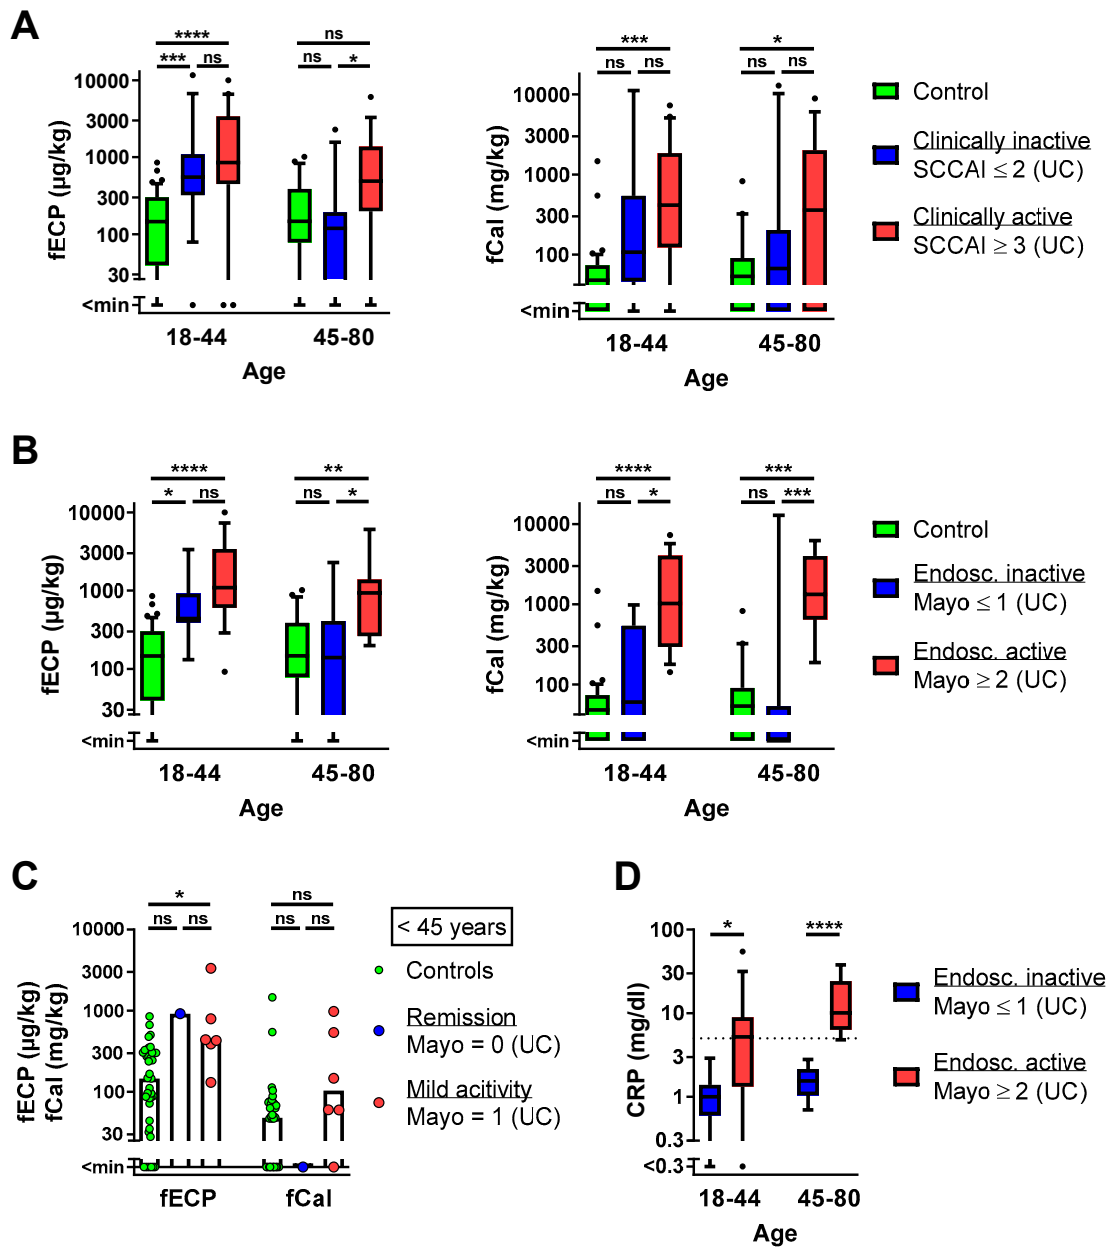 A
fECP (µg/kg)
10000
3000
1000
300
100
30
<min
****
*** ns
ns
ns *
18-44 45-80
Age
fCal (mg/kg)
10000
3000
1000
300
100
<min
***
ns ns
*
ns ns
18-44 45-80
Age
Control
Clinically inactive
SCCAI ≤ 2 (UC)
Clinically active
SCCAI ≥ 3 (UC)
B
fECP (µg/kg)
10000
3000
1000
300
100
30
<min
****
* ns
**
ns *
18-44 45-80
Age
fCal (mg/kg)
10000
3000
1000
300
100
<min
****
ns *
***
ns ***
18-44 45-80
Age
Control
Endosc. inactive
Mayo ≤ 1 (UC)
Endosc. active
Mayo ≥ 2 (UC)
C
fECP (µg/kg)
fCal (mg/kg)
10000
3000
1000
300
100
30
<min
*
ns ns
ns
ns ns
fECP fCal
< 45 years
Controls
Remission
Mayo = 0 (UC)
Mild acitivity
Mayo = 1 (UC)
D
CRP (mg/dl)
100
30
10
3
1
0.3
<0.3
* ****
18-44 45-80
Age
Endosc. inactive
Mayo ≤ 1 (UC)
Endosc. active
Mayo ≥ 2 (UC)